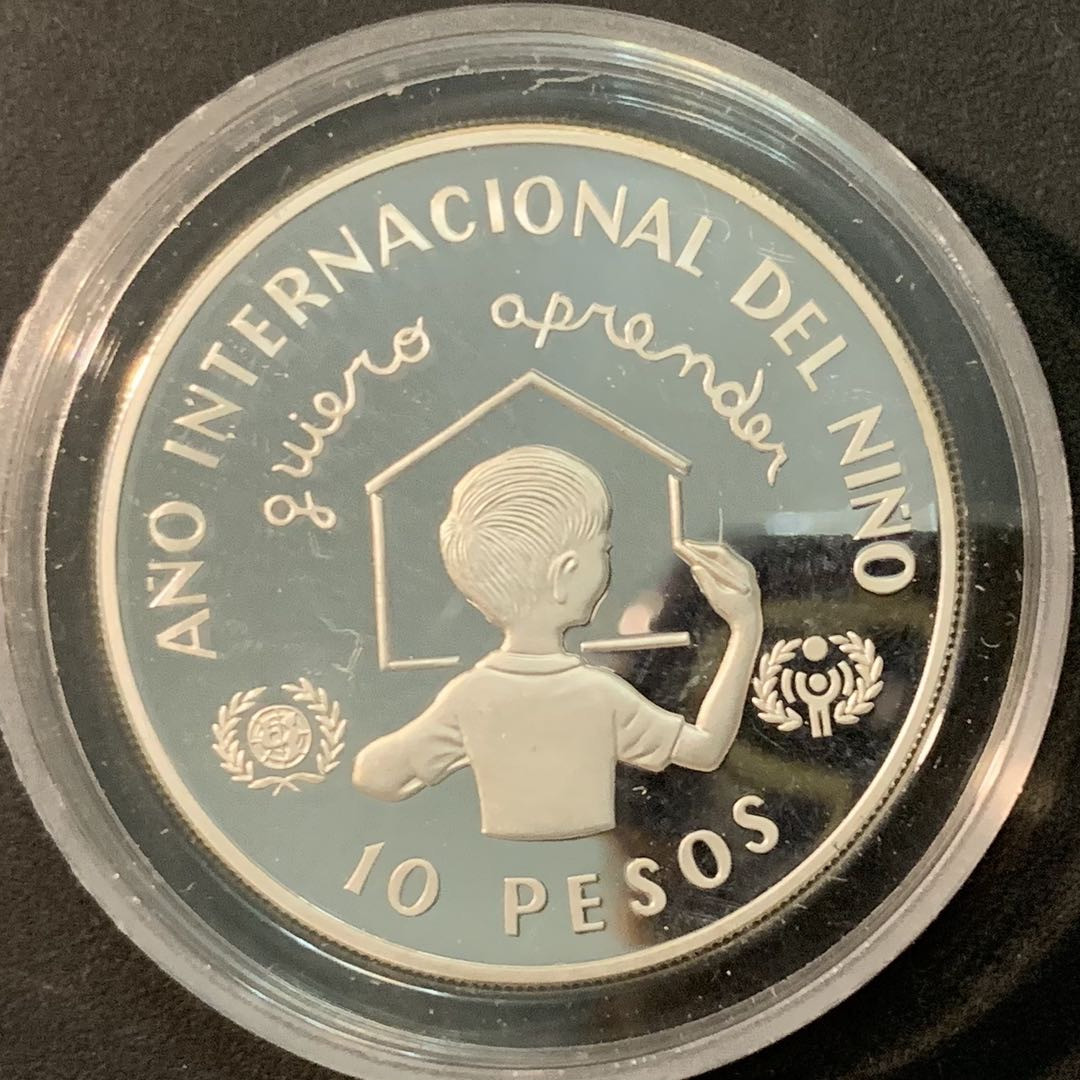 AÑO INTERNACIONAL DEL NIÑO
quiero aprender
10 PESOS